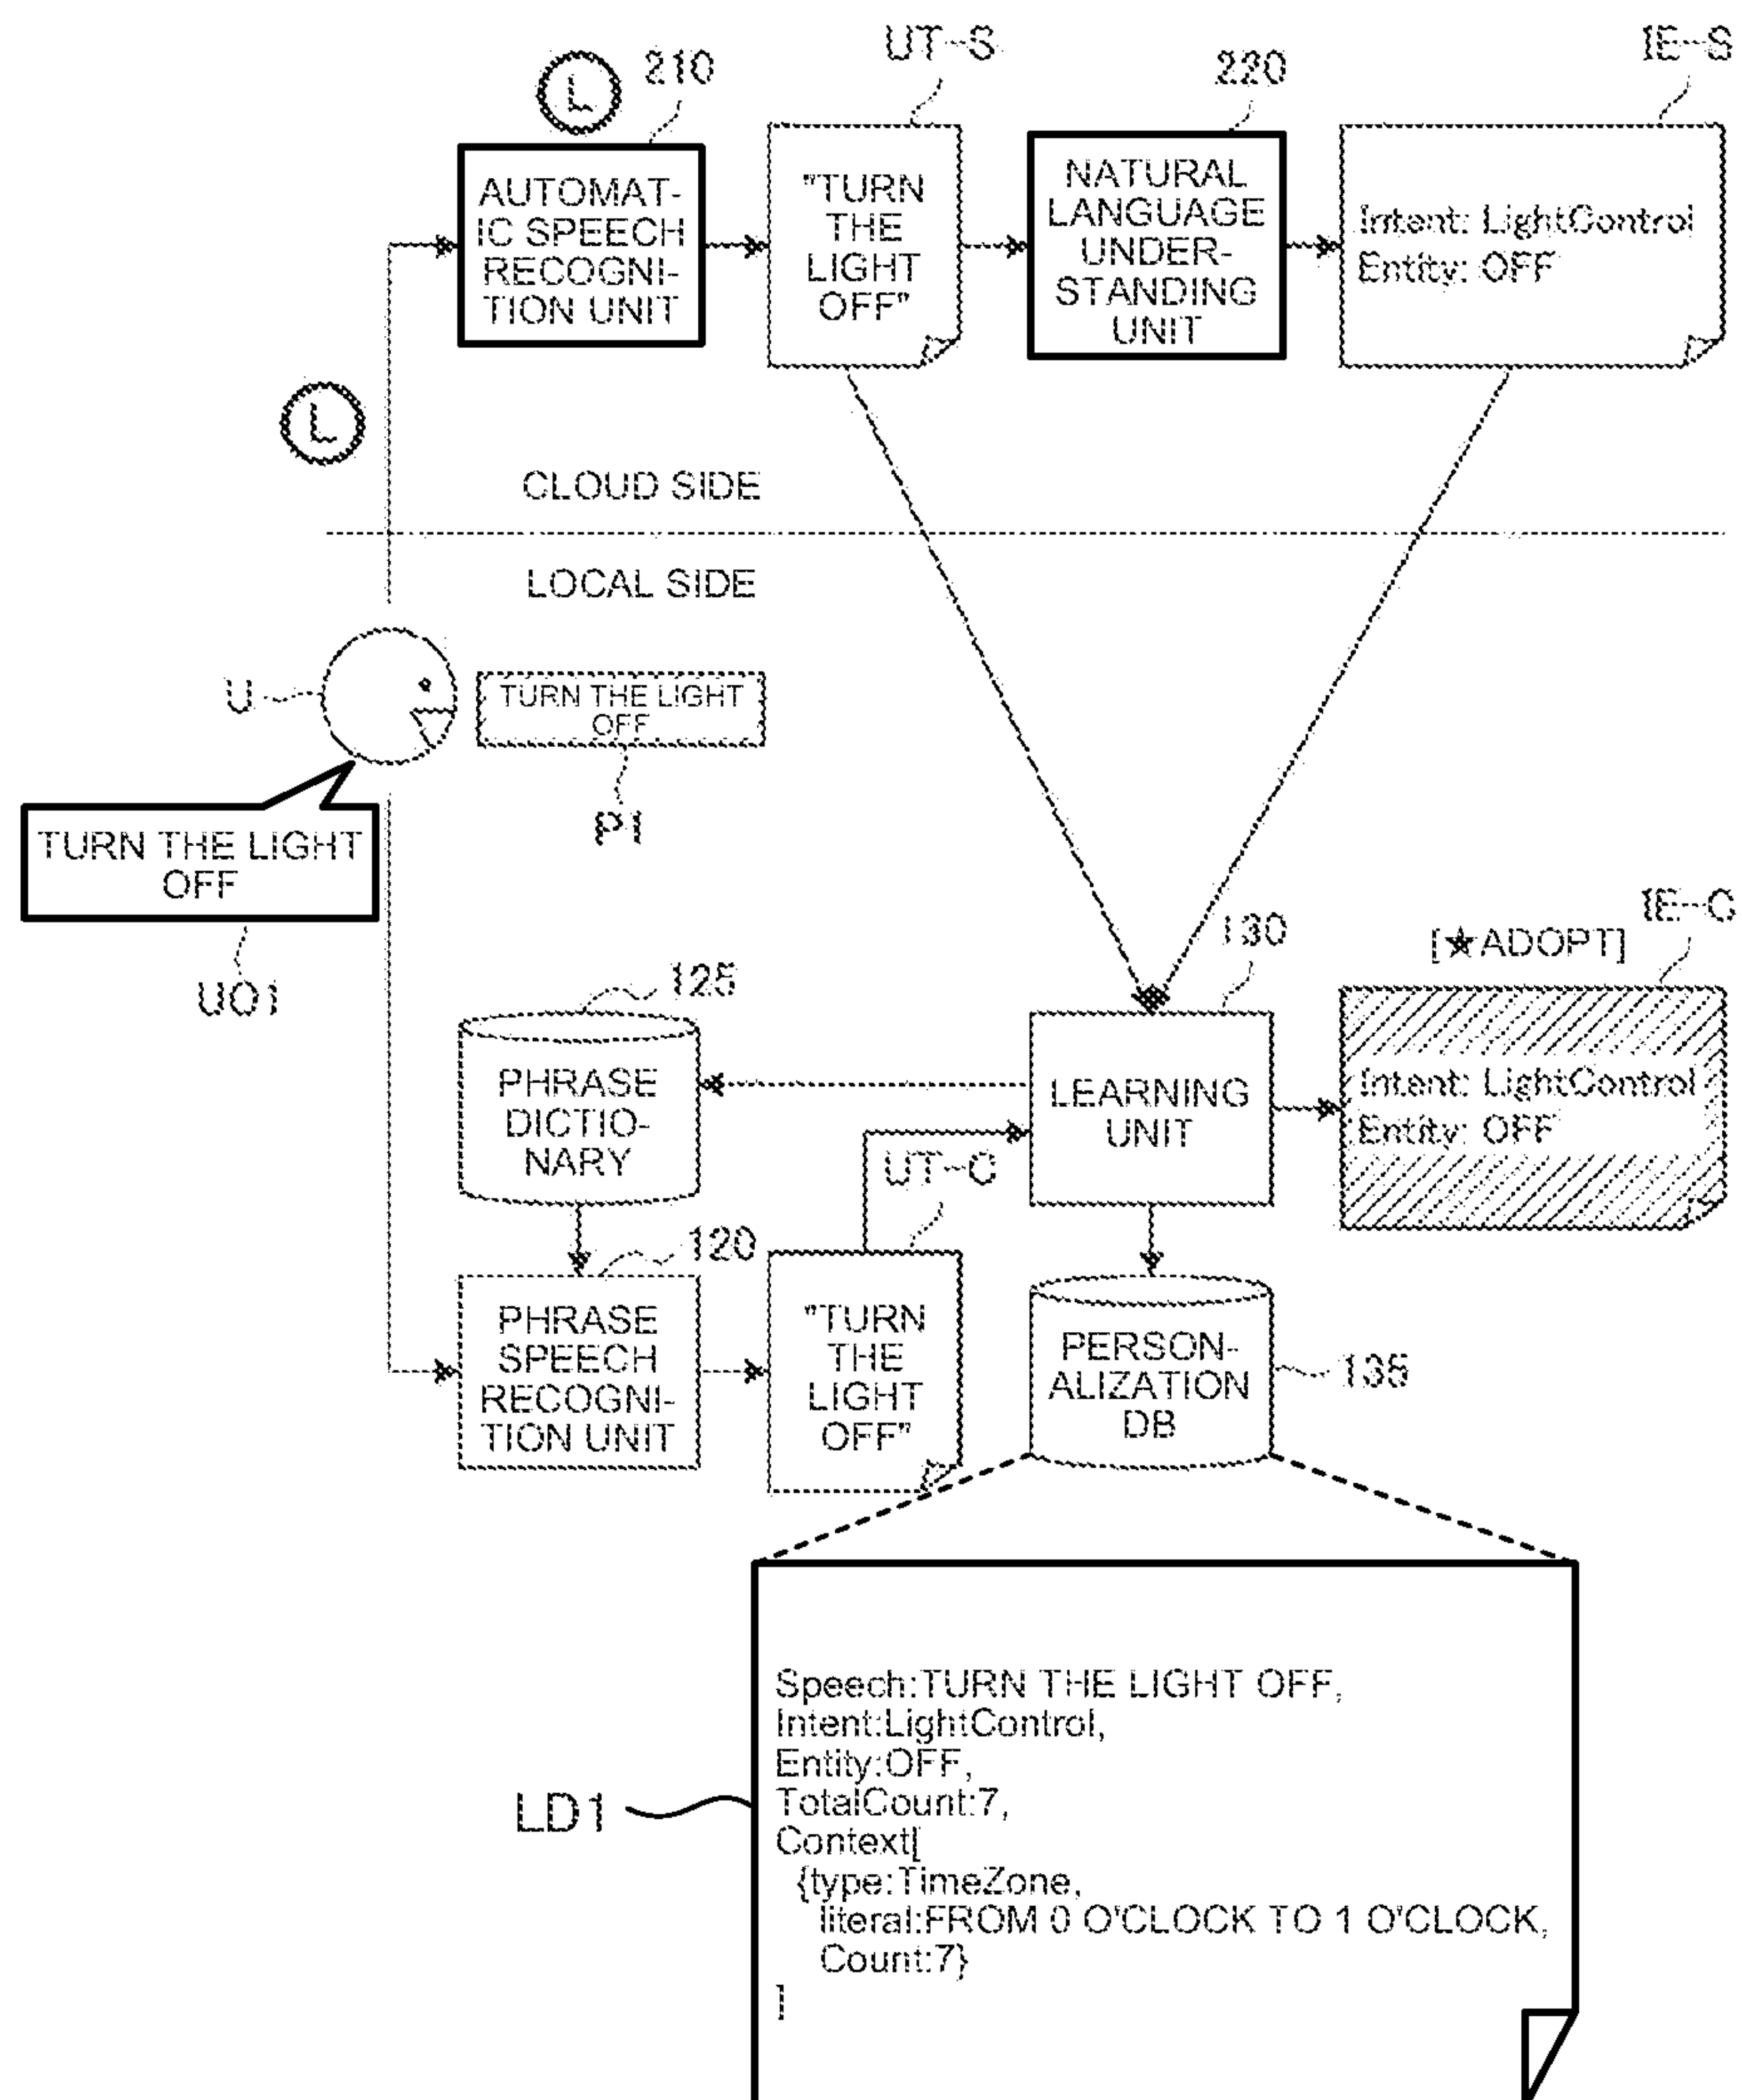 UT-S
IE-S
L
210
220
AUTOMAT-
IC SPEECH
RECOGNI-
TION UNIT
"TURN
THE
LIGHT
OFF"
NATURAL
LANGUAGE
UNDER-
STANDING
UNIT
Intent: LightControl
Entity: OFF
L
CLOUD SIDE
LOCAL SIDE
U
TURN THE LIGHT
OFF
P1
TURN THE LIGHT
OFF
UO1
IE-C
[★ADOPT]
130
125
PHRASE
DICTIO-
NARY
LEARNING
UNIT
Intent: LightControl
Entity: OFF
UT-C
120
PHRASE
SPEECH
RECOGNI-
TION UNIT
"TURN
THE
LIGHT
OFF"
PERSON-
ALIZATION
DB
135
LD1
Speech:TURN THE LIGHT OFF,
Intent:LightControl,
Entity:OFF,
TotalCount:7,
Context[
{type:TimeZone,
literal:FROM 0 O'CLOCK TO 1 O'CLOCK,
Count:7}
]